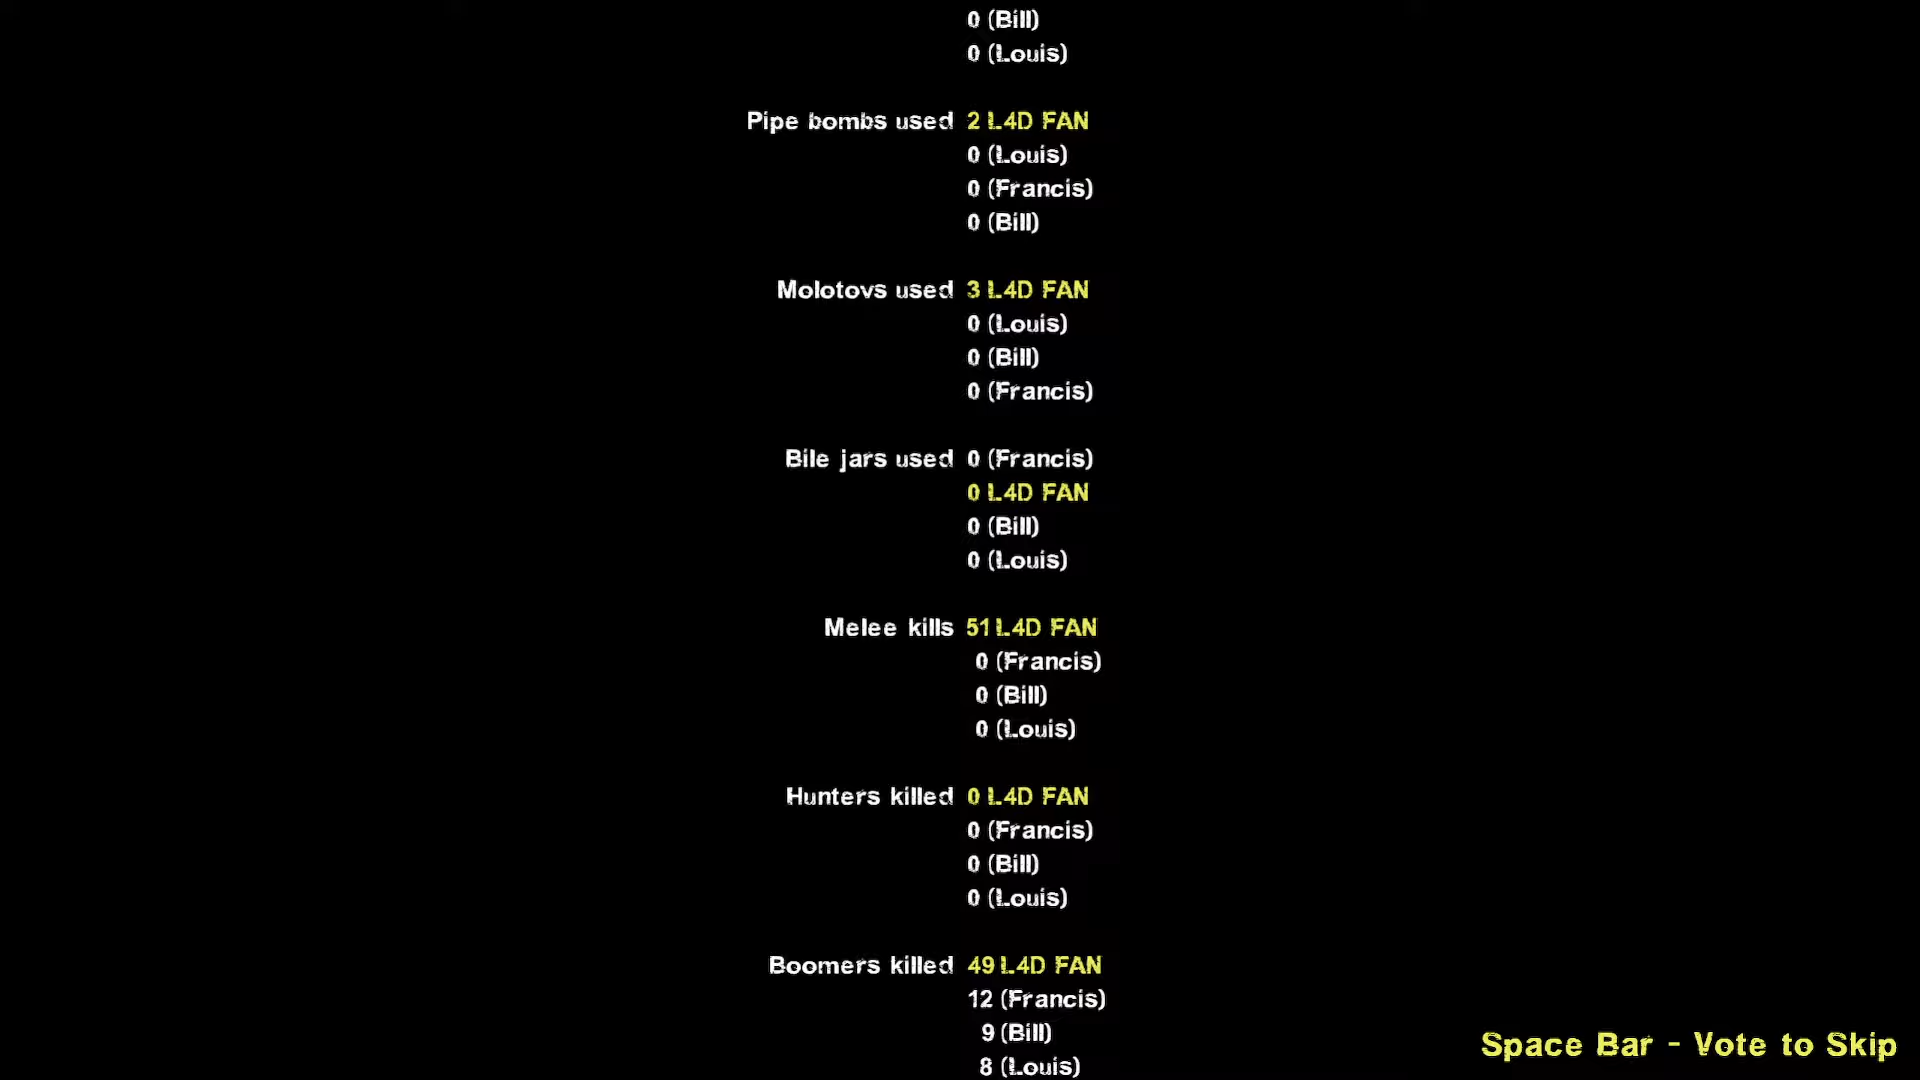 0 (Bill)
0 (Louis)
Pipe bombs used 2 L4D FAN
0 (Louis)
0 (Francis)
0 (Bill)
Molotovs used 3 L4D FAN
0 (Louis)
0 (Bill)
0 (Francis)
Bile jars used 0 (Francis)
0 L4D FAN
0 (Bill)
0 (Louis)
Melee kills 51 L4D FAN
0 (Francis)
0 (Bill)
0 (Louis)
Hunters killed 0 L4D FAN
0 (Francis)
0 (Bill)
0 (Louis)
Boomers killed 49 L4D FAN
12 (Francis)
9 (Bill)
8 (Louis)
Space Bar - Vote to Skip